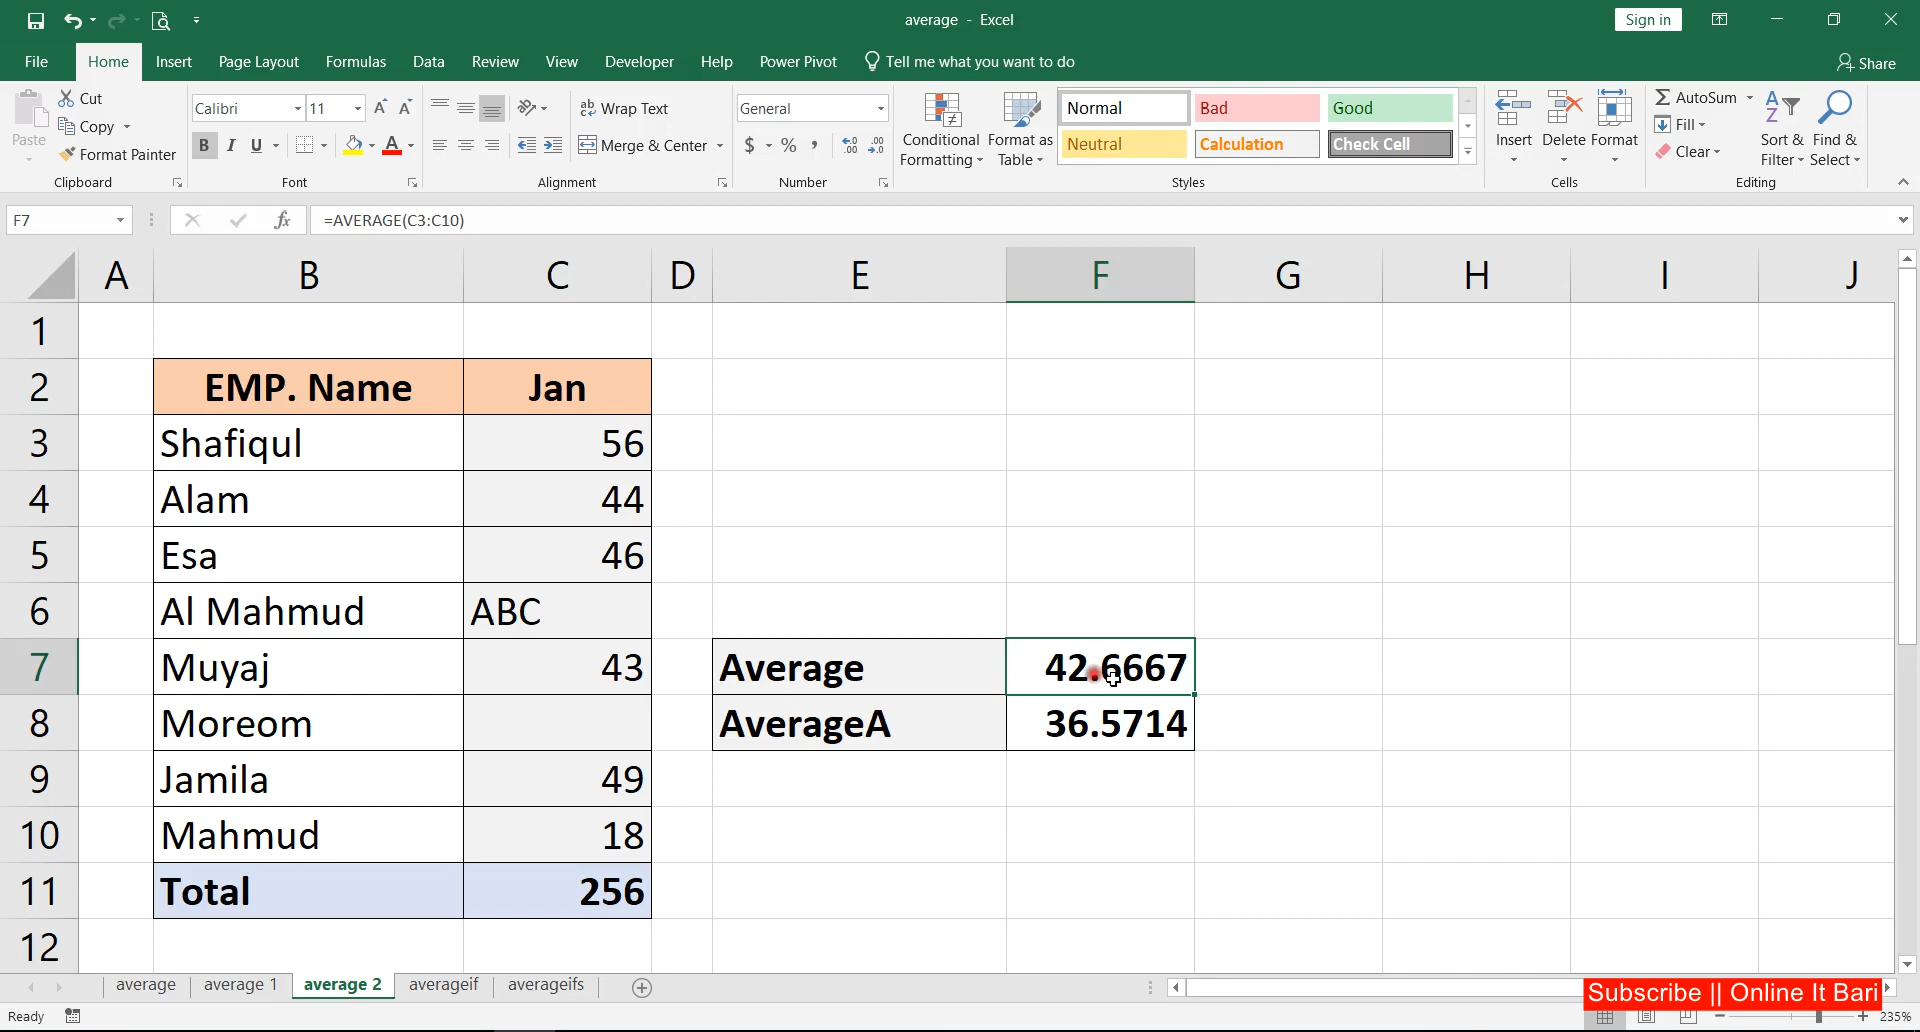 average - Excel
Sign in
File Home Insert Page Layout Formulas Data Review View Developer Help Power Pivot Tell me what you want to do Share
Paste
Cut
Copy
Format Painter
Clipboard
Calibri 11
B I U A
Font
Wrap Text
Merge & Center
Alignment
General
$ % ,
Number
Conditional Formatting
Format as Table
Normal Bad Good
Neutral Calculation Check Cell
Styles
Insert Delete Format
Cells
AutoSum
Fill
Clear
Sort & Filter
Find & Select
Editing
F7 fx =AVERAGE(C3:C10)
A B C D E F G H I J
1
2 EMP. Name Jan
3 Shafiqul 56
4 Alam 44
5 Esa 46
6 Al Mahmud ABC
7 Muyaj 43 Average 42.6667
8 Moreom AverageA 36.5714
9 Jamila 49
10 Mahmud 18
11 Total 256
12
average average 1 average 2 averageif averageifs
Subscribe || Online It Bari
Ready 235%